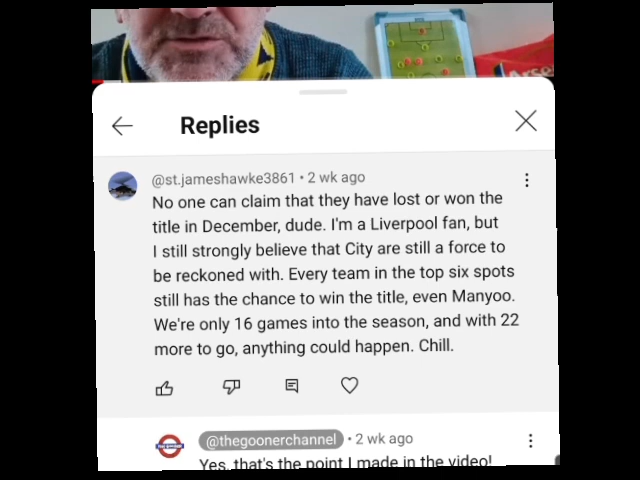 Arse
Replies
@st.jameshawke3861 • 2 wk ago
No one can claim that they have lost or won the
title in December, dude. I'm a Liverpool fan, but
I still strongly believe that City are still a force to
be reckoned with. Every team in the top six spots
still has the chance to win the title, even Manyoo.
We're only 16 games into the season, and with 22
more to go, anything could happen. Chill.
@thegoonerchannel • 2 wk ago
Yes, that's the point I made in the video!